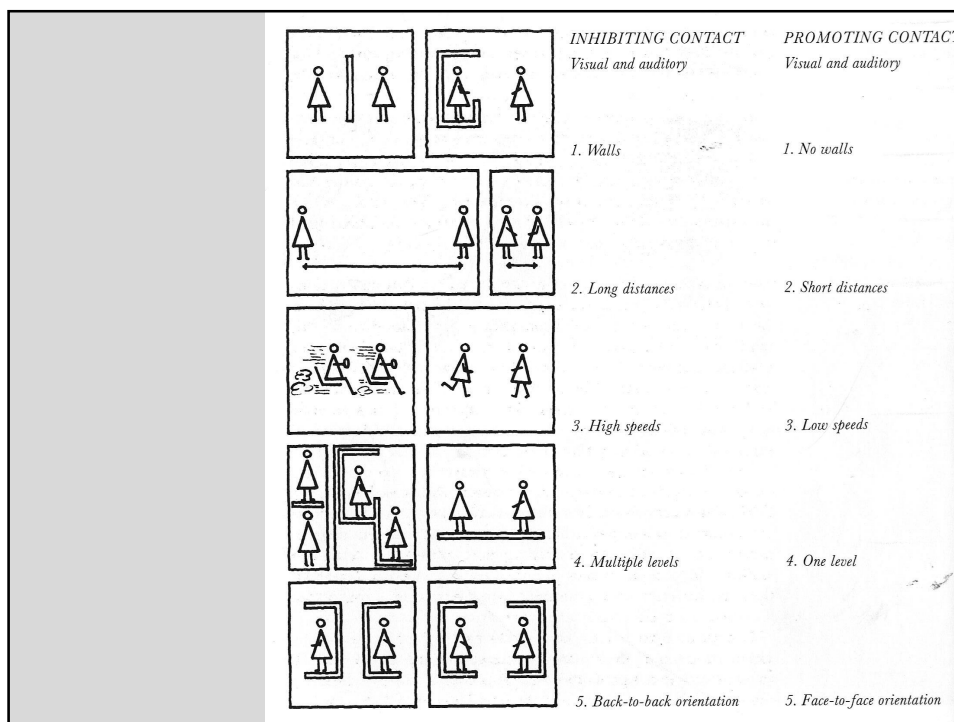 INHIBITING CONTACT
Visual and auditory
1. Walls
2. Long distances
3. High speeds
4. Multiple levels
5. Back-to-back orientation
PROMOTING CONTACT
Visual and auditory
1. No walls
2. Short distances
3. Low speeds
4. One level
5. Face-to-face orientation